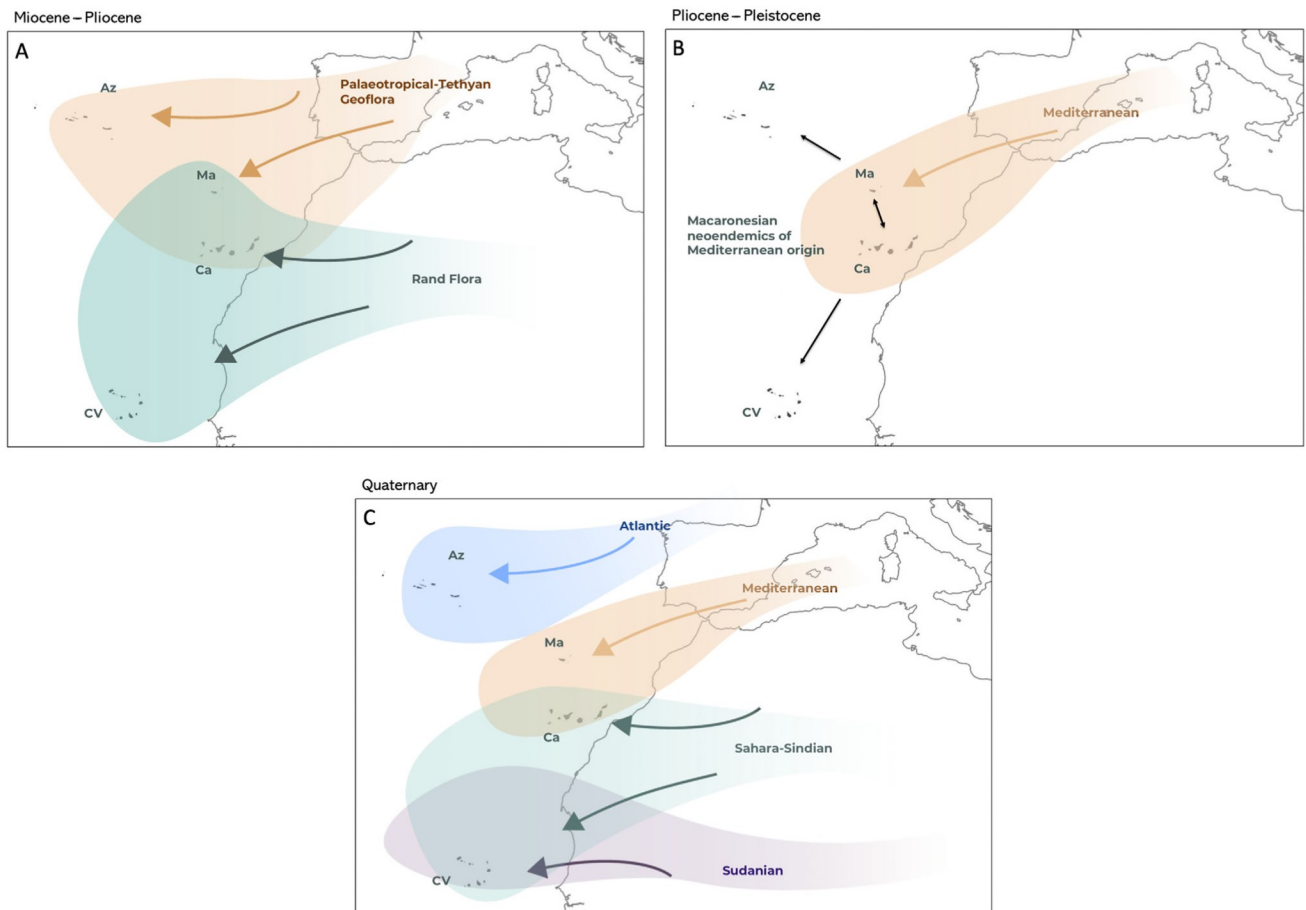 Miocene – Pliocene
A
Az
Palaeotropical-Tethyan
Geoflora
Ma
Ca
Rand Flora
CV
Pliocene – Pleistocene
B
Az
Mediterranean
Ma
Macaronesian
neoendemics of
Mediterranean origin
Ca
CV
Quaternary
C
Atlantic
Az
Mediterranean
Ma
Ca
Sahara-Sindian
Sudanian
CV